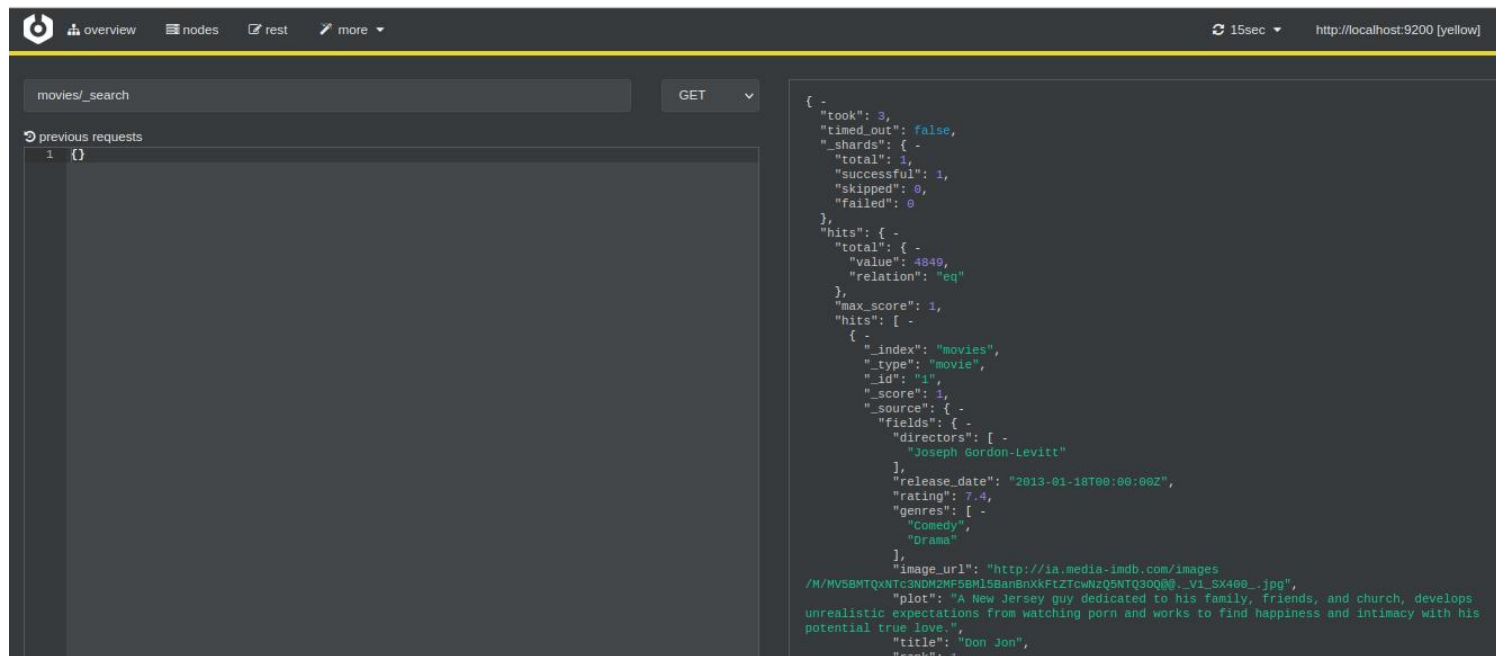 overview nodes rest more 15sec http://localhost:9200 [yellow]
movies/_search GET
previous requests
1 {}
{ -
"took": 3,
"timed_out": false,
"_shards": { -
"total": 1,
"successful": 1,
"skipped": 0,
"failed": 0
},
"hits": { -
"total": { -
"value": 4849,
"relation": "eq"
},
"max_score": 1,
"hits": [ -
{ -
"_index": "movies",
"_type": "movie",
"_id": "1",
"_score": 1,
"_source": { -
"fields": { -
"directors": [ -
"Joseph Gordon-Levitt"
],
"release_date": "2013-01-18T00:00:00Z",
"rating": 7.4,
"genres": [ -
"Comedy",
"Drama"
],
"image_url": "http://ia.media-imdb.com/images
/M/MV5BMTQxNTc3NDM2MF5BMl5BanBnXkFtZTcwNzQ5NTQ3OQ@@._V1_SX400_.jpg",
"plot": "A New Jersey guy dedicated to his family, friends, and church, develops
unrealistic expectations from watching porn and works to find happiness and intimacy with his
potential true love.",
"title": "Don Jon",
"rank": 1,